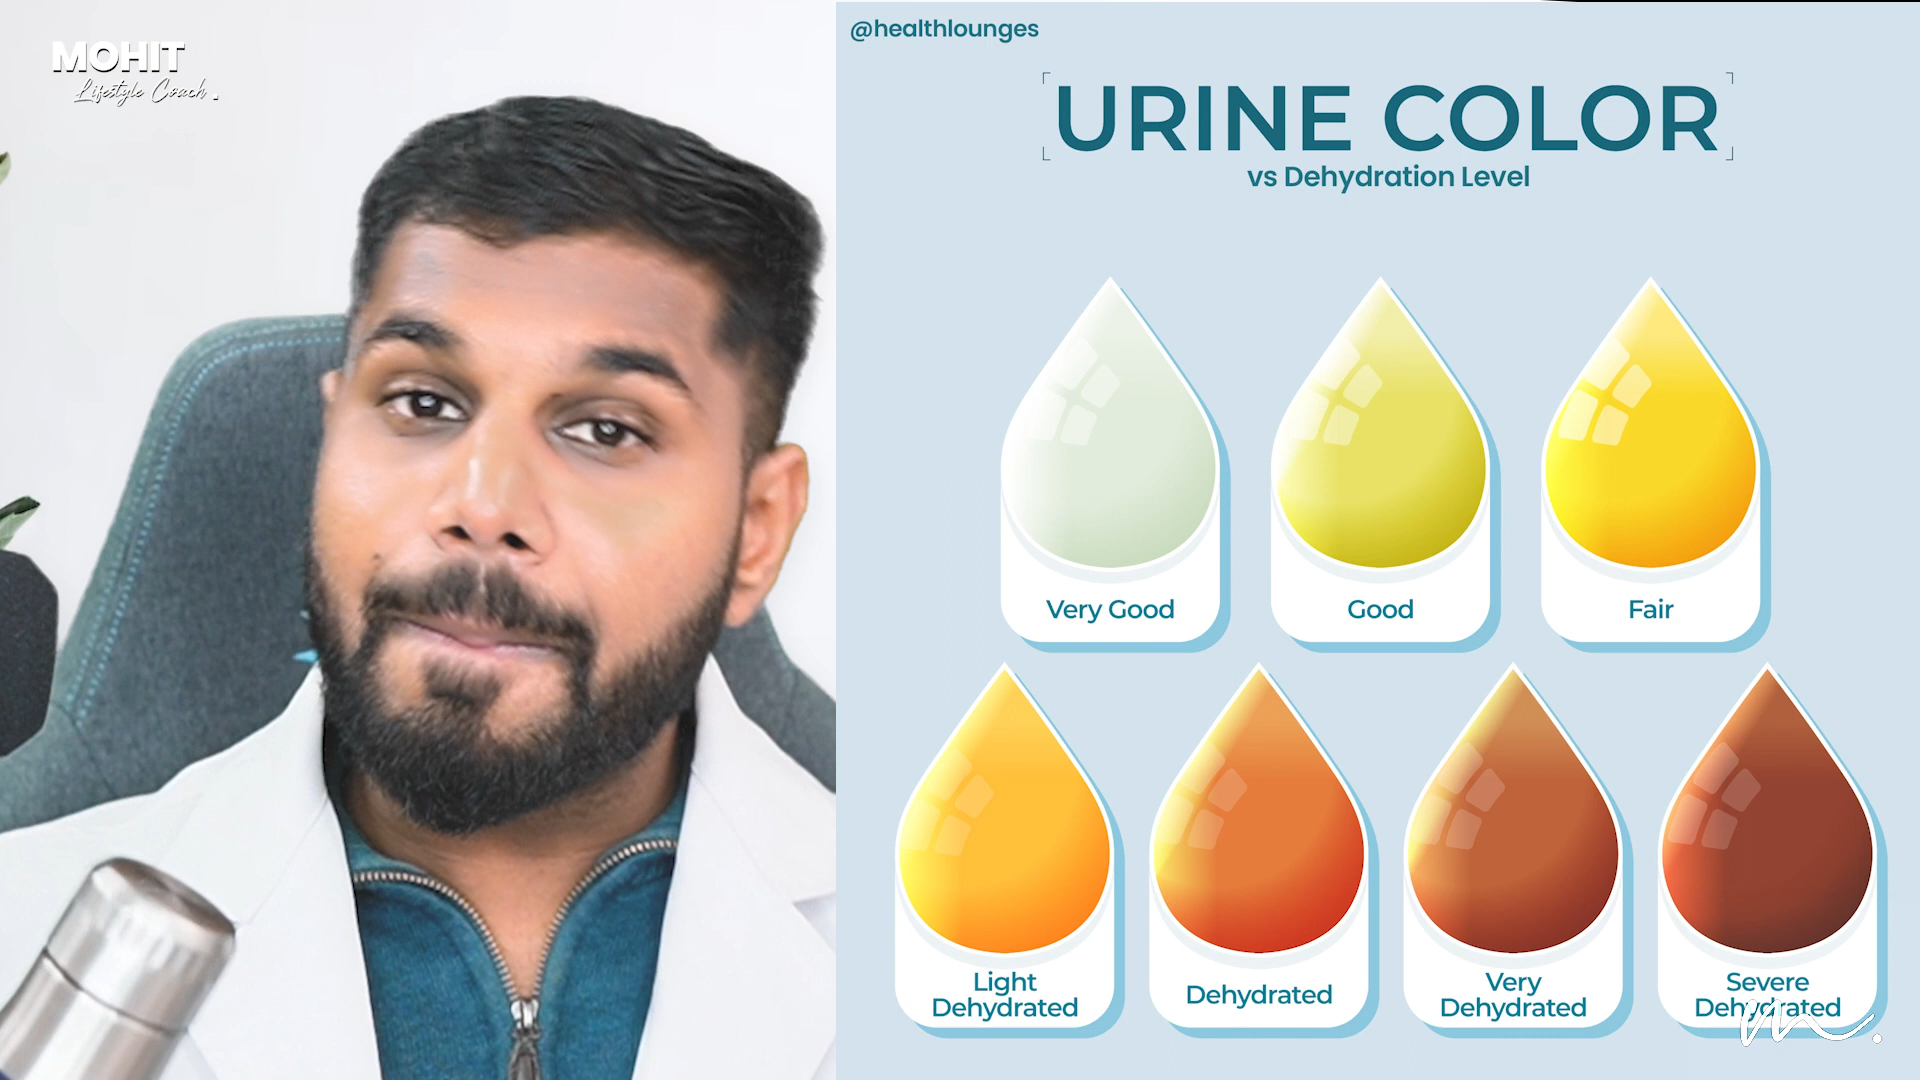 MOHIT
Lifestyle Coach.
@healthlounges
URINE COLOR
vs Dehydration Level
Very Good
Good
Fair
Light
Dehydrated
Dehydrated
Very
Dehydrated
Severe
Dehydrated
m.